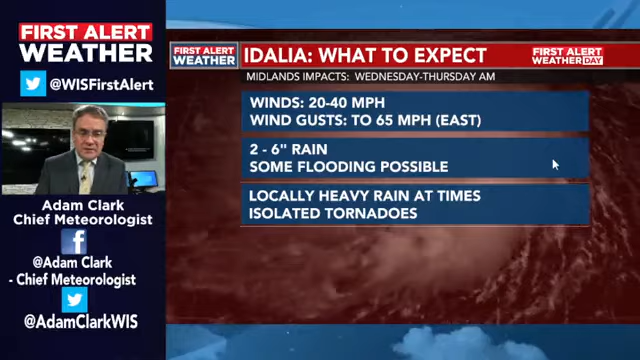 FIRST ALERT
WEATHER
@WISFirstAlert
Adam Clark
Chief Meteorologist
@Adam Clark
- Chief Meteorologist
@AdamClarkWIS
FIRST ALERT
WEATHER
IDALIA: WHAT TO EXPECT
FIRST ALERT
WEATHER DAY
MIDLANDS IMPACTS: WEDNESDAY-THURSDAY AM
WINDS: 20-40 MPH
WIND GUSTS: TO 65 MPH (EAST)
2 - 6" RAIN
SOME FLOODING POSSIBLE
LOCALLY HEAVY RAIN AT TIMES
ISOLATED TORNADOES